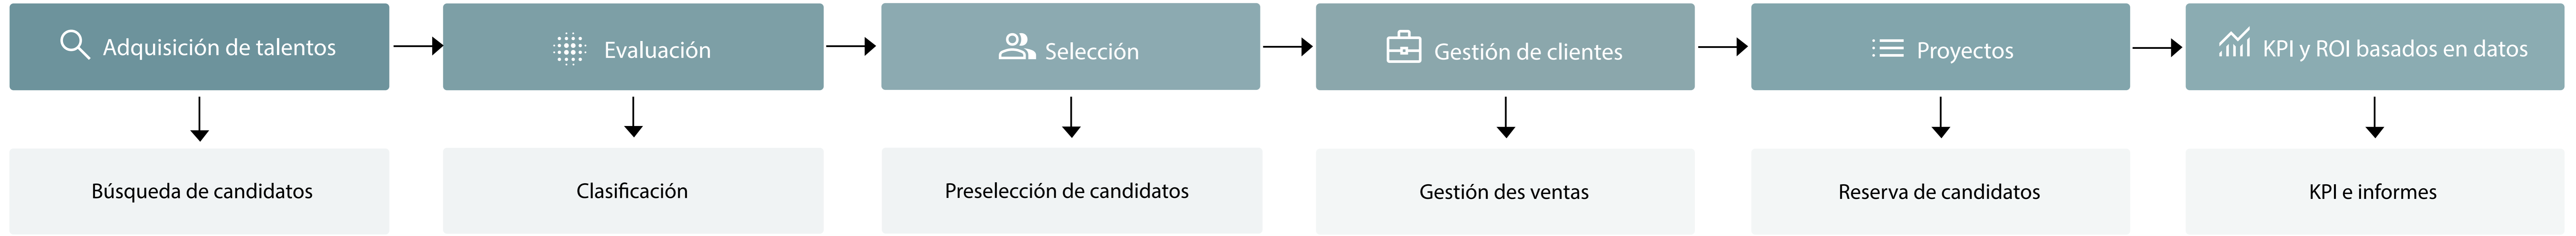 Adquisición de talentos
Evaluación
Selección
Gestión de clientes
Proyectos
KPI y ROI basados en datos
Búsqueda de candidatos
Clasificación
Preselección de candidatos
Gestión des ventas
Reserva de candidatos
KPI e informes